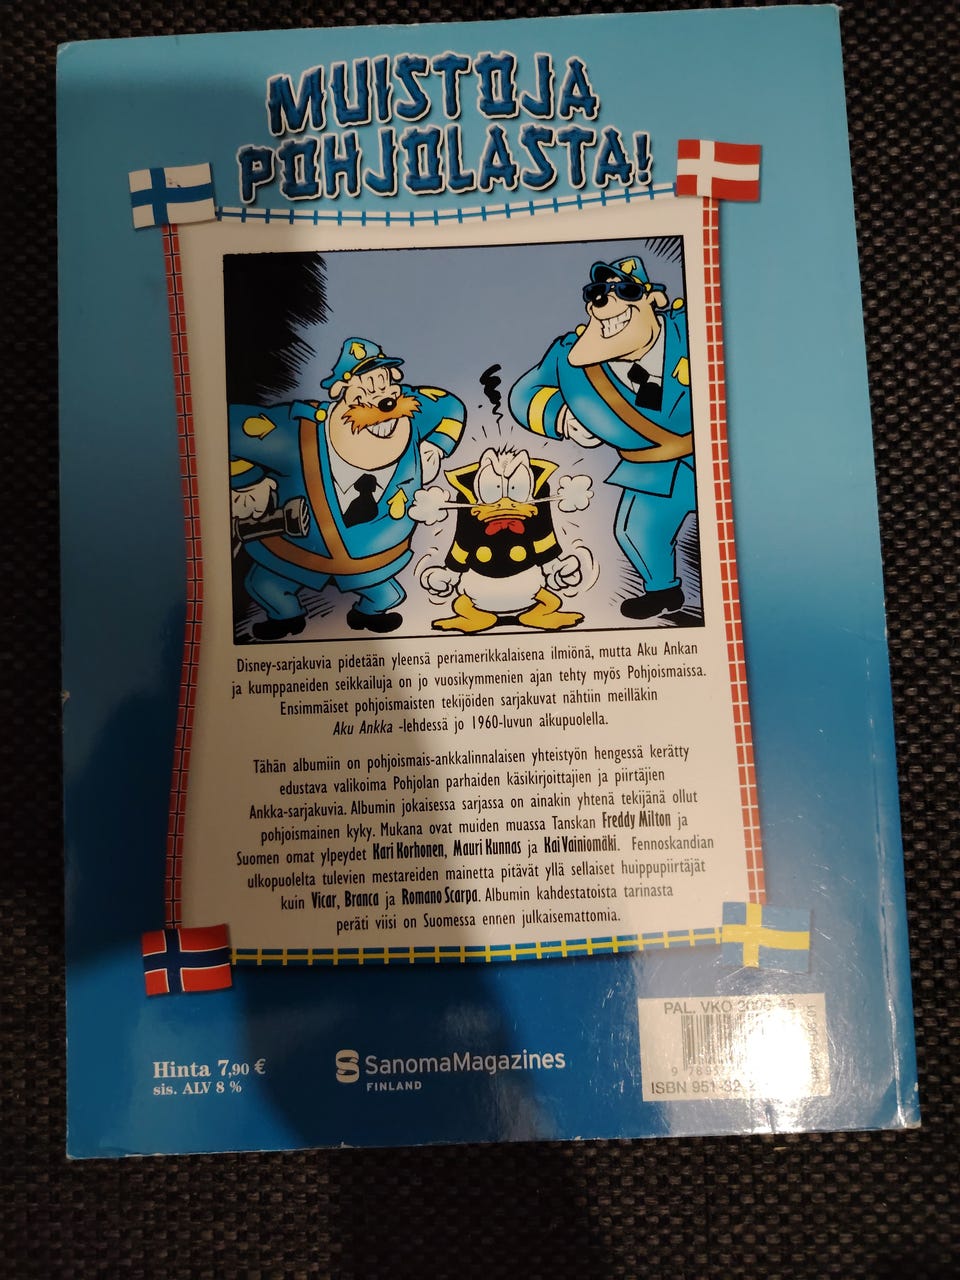 MUISTOJA
POHJOLASTA!
Disney-sarjakuvia pidetään yleensä periamerikkalaisena ilmiönä, mutta Aku Ankan
ja kumppaneiden seikkailuja on jo vuosikymmenien ajan tehty myös Pohjoismaissa.
Ensimmäiset pohjoismaisten tekijöiden sarjakuvat nähtiin meilläkin
Aku Ankka -lehdessä jo 1960-luvun alkupuolella.
Tähän albumiin on pohjoismais-ankkalinnalaisen yhteistyön hengessä kerätty
edustava valikoima Pohjolan parhaiden käsikirjoittajien ja piirtäjien
Ankka-sarjakuvia. Albumin jokaisessa sarjassa on ainakin yhtenä tekijänä ollut
pohjoismainen kyky. Mukana ovat muiden muassa Tanskan Freddy Milton ja
Suomen omat ylpeydet Kari Korhonen, Mauri Kunnas ja Kai Vainiomäki. Fennoskandian
ulkopuolelta tulevien mestareiden mainetta pitävät yllä sellaiset huippupiirtäjät
kuin Vicar, Branca ja Romano Scarpa. Albumin kahdestatoista tarinasta
peräti viisi on Suomessa ennen julkaisemattomia.
Hinta 7,90 €
sis. ALV 8 %
SanomaMagazines
FINLAND
PAL. VKO 2006-45
ISBN 951-32-